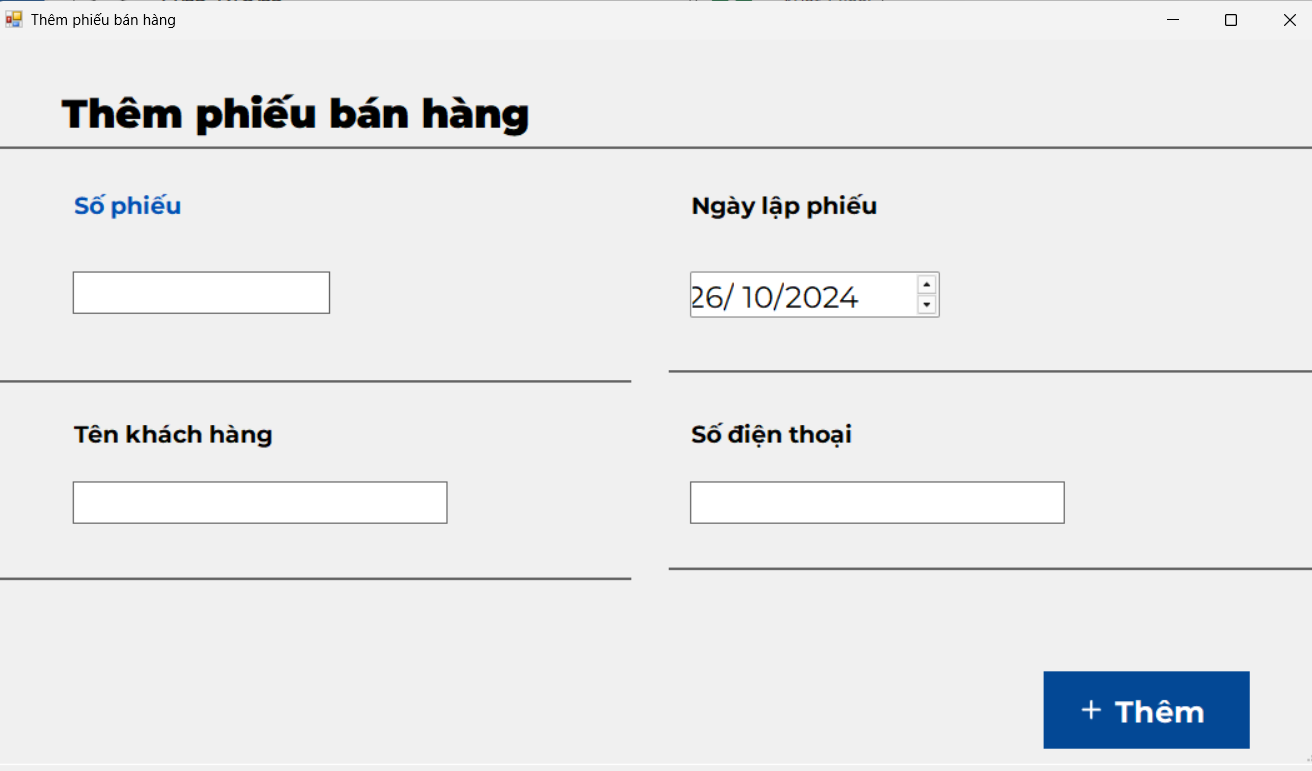 Thêm phiếu bán hàng
Thêm phiếu bán hàng
Số phiếu
Ngày lập phiếu
26/ 10/2024
Tên khách hàng
Số điện thoại
+ Thêm